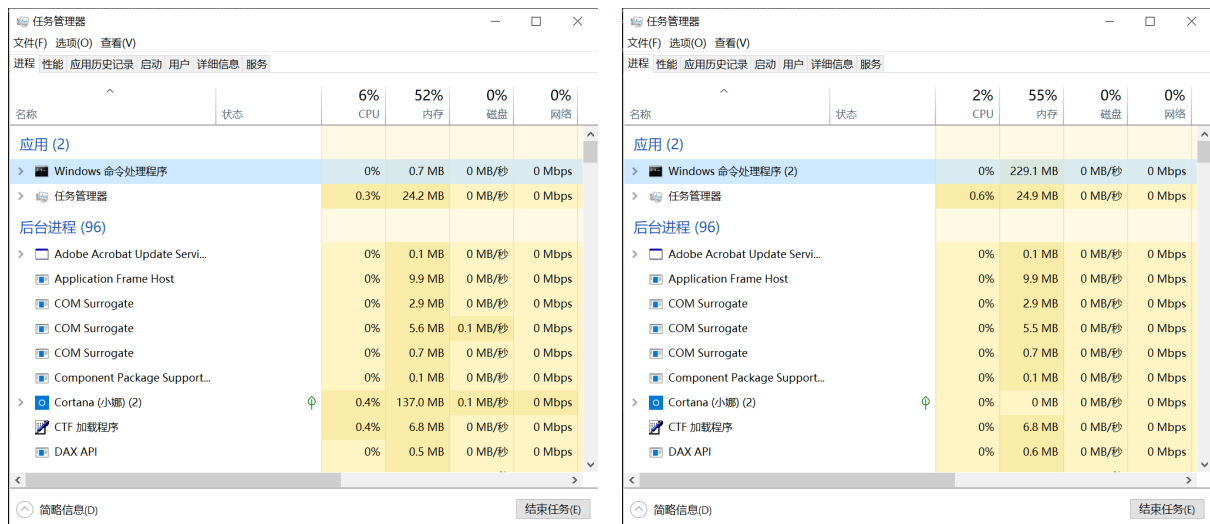 任务管理器
文件(F) 选项(O) 查看(V)
进程 性能 应用历史记录 启动 用户 详细信息 服务
6% 52% 0% 0%
名称 状态 CPU 内存 磁盘 网络
应用 (2)
Windows 命令处理程序 0% 0.7 MB 0 MB/秒 0 Mbps
任务管理器 0.3% 24.2 MB 0 MB/秒 0 Mbps
后台进程 (96)
Adobe Acrobat Update Servi... 0% 0.1 MB 0 MB/秒 0 Mbps
Application Frame Host 0% 9.9 MB 0 MB/秒 0 Mbps
COM Surrogate 0% 2.9 MB 0 MB/秒 0 Mbps
COM Surrogate 0% 5.6 MB 0.1 MB/秒 0 Mbps
COM Surrogate 0% 0.7 MB 0 MB/秒 0 Mbps
Component Package Support... 0% 0.1 MB 0 MB/秒 0 Mbps
Cortana (小娜) (2) 0.4% 137.0 MB 0.1 MB/秒 0 Mbps
CTF 加载程序 0.4% 6.8 MB 0 MB/秒 0 Mbps
DAX API 0% 0.5 MB 0 MB/秒 0 Mbps
简略信息(D) 结束任务(E)
任务管理器
文件(F) 选项(O) 查看(V)
进程 性能 应用历史记录 启动 用户 详细信息 服务
2% 55% 0% 0%
名称 状态 CPU 内存 磁盘 网络
应用 (2)
Windows 命令处理程序 (2) 0% 229.1 MB 0 MB/秒 0 Mbps
任务管理器 0.6% 24.9 MB 0 MB/秒 0 Mbps
后台进程 (96)
Adobe Acrobat Update Servi... 0% 0.1 MB 0 MB/秒 0 Mbps
Application Frame Host 0% 9.9 MB 0 MB/秒 0 Mbps
COM Surrogate 0% 2.9 MB 0 MB/秒 0 Mbps
COM Surrogate 0% 5.5 MB 0 MB/秒 0 Mbps
COM Surrogate 0% 0.7 MB 0 MB/秒 0 Mbps
Component Package Support... 0% 0.1 MB 0 MB/秒 0 Mbps
Cortana (小娜) (2) 0% 0 MB 0 MB/秒 0 Mbps
CTF 加载程序 0% 6.8 MB 0 MB/秒 0 Mbps
DAX API 0% 0.6 MB 0 MB/秒 0 Mbps
简略信息(D) 结束任务(E)